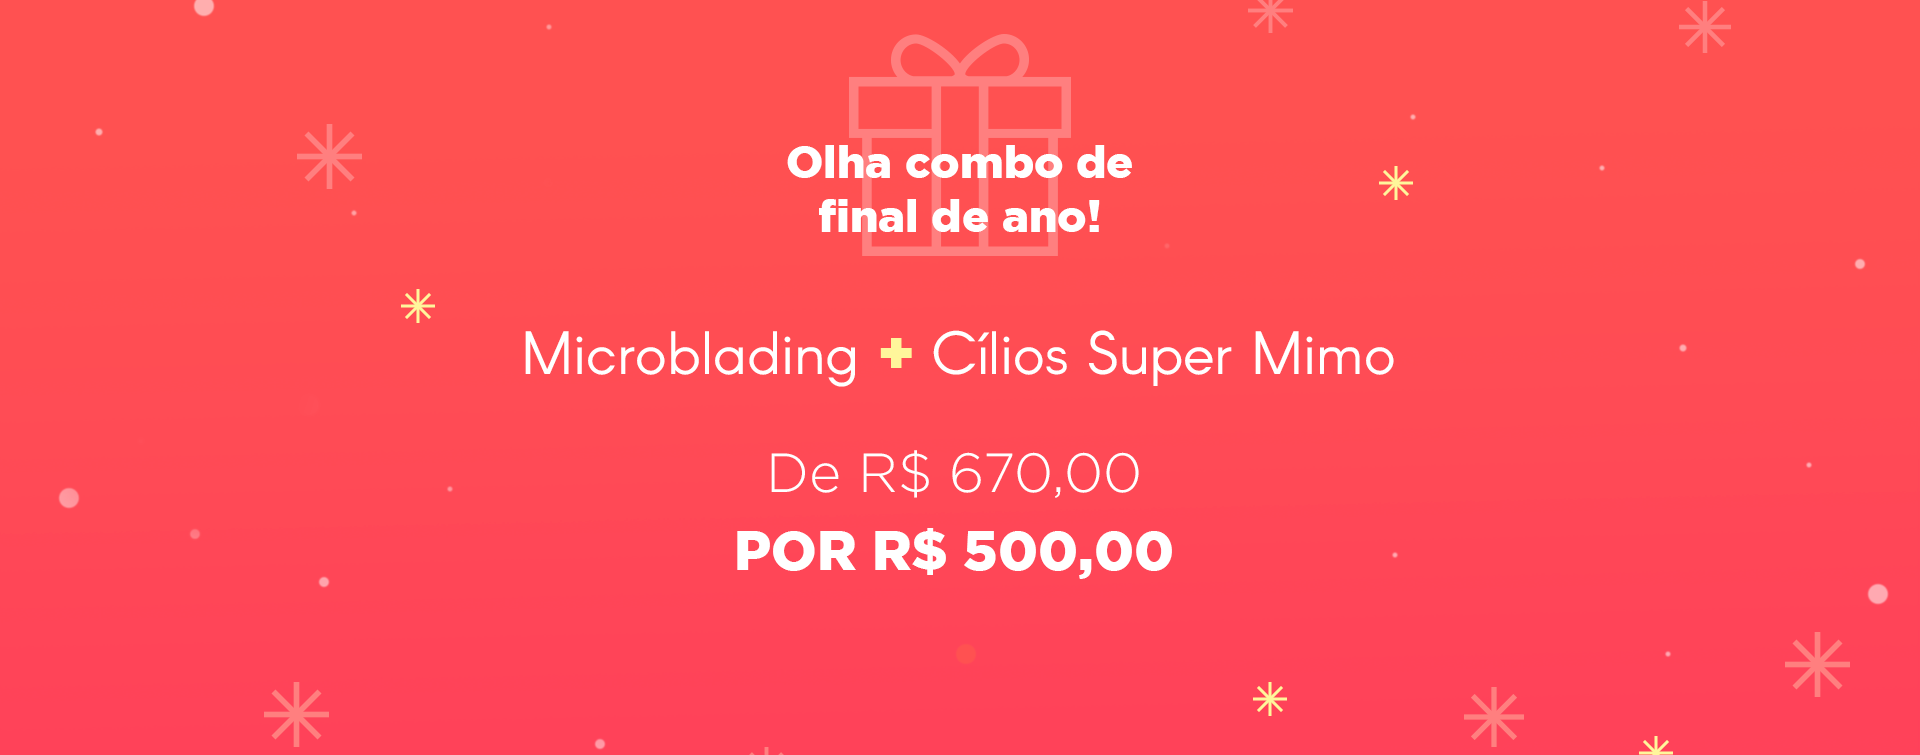 Olha combo de
final de ano!
Microblading + Cílios Super Mimo
De R$ 670,00
POR R$ 500,00